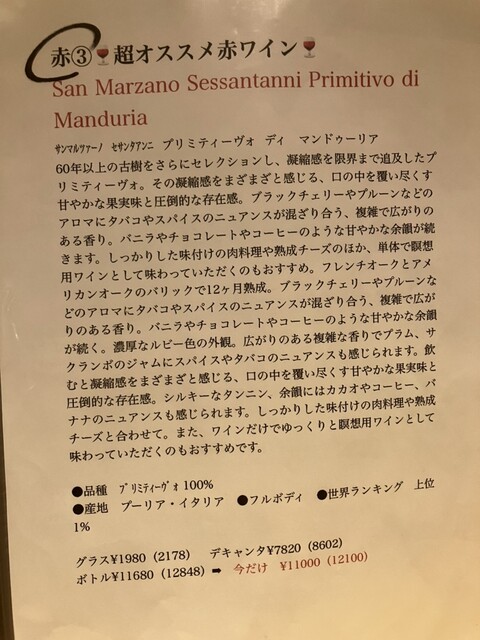 赤③🍷超オススメ赤ワイン🍷
San Marzano Sessantanni Primitivo di
Manduria
ｻﾝﾏﾙﾂｧｰﾉ ｾｻﾝﾀｱﾝﾆ プリミティーヴォ ディ マンドゥーリア
60年以上の古樹をさらにセレクションし、凝縮感を限界まで追及したプ
リミティーヴォ。その凝縮感をまざまざと感じる、口の中を覆い尽くす
甘やかな果実味と圧倒的な存在感。ブラックチェリーやプルーンなどの
アロマにタバコやスパイスのニュアンスが混ざり合う、複雑で広がりの
ある香り。バニラやチョコレートやコーヒーのような甘やかな余韻が続
きます。しっかりした味付けの肉料理や熟成チーズのほか、単体で瞑想
用ワインとして味わっていただくのもおすすめ。フレンチオークとアメ
リカンオークのバリックで12ヶ月熟成。ブラックチェリーやプルーンな
どのアロマにタバコやスパイスのニュアンスが混ざり合う、複雑で広が
りのある香り。バニラやチョコレートやコーヒーのような甘やかな余韻
が続く。濃厚なルビー色の外観。広がりのある複雑な香りでプラム、サ
クランボのジャムにスパイスやタバコのニュアンスも感じられます。飲
むと凝縮感をまざまざと感じる、口の中を覆い尽くす甘やかな果実味と
圧倒的な存在感。シルキーなタンニン、余韻にはカカオやコーヒー、バ
ナナのニュアンスも感じられます。しっかりした味付けの肉料理や熟成
チーズと合わせて。また、ワインだけでゆっくりと瞑想用ワインとして
味わっていただくのもおすすめです。
●品種 ﾌﾟﾘﾐﾃｨｰｳﾞｫ 100%
●産地 プーリア・イタリア ●フルボディ ●世界ランキング 上位
1%
グラス¥1980（2178） デキャンタ¥7820（8602）
ボトル¥11680（12848）➡ 今だけ ¥11000（12100）